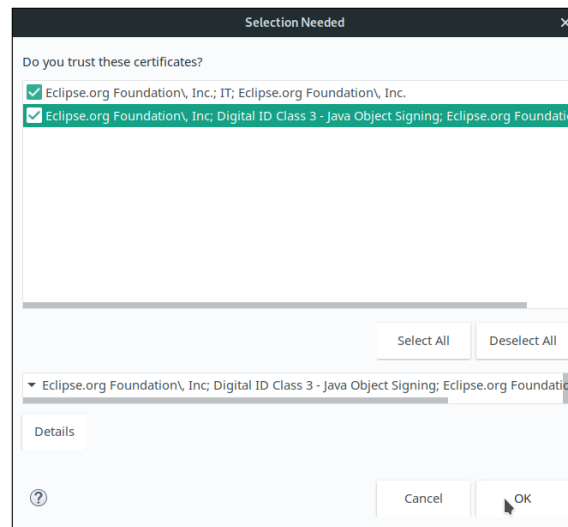 Selection Needed
Do you trust these certificates?
Eclipse.org Foundation\, Inc.; IT; Eclipse.org Foundation\, Inc.
Eclipse.org Foundation\, Inc; Digital ID Class 3 - Java Object Signing; Eclipse.org
Select All Deselect All
Eclipse.org Foundation\, Inc; Digital ID Class 3 - Java Object Signing; Eclipse.org
Details
? Cancel OK